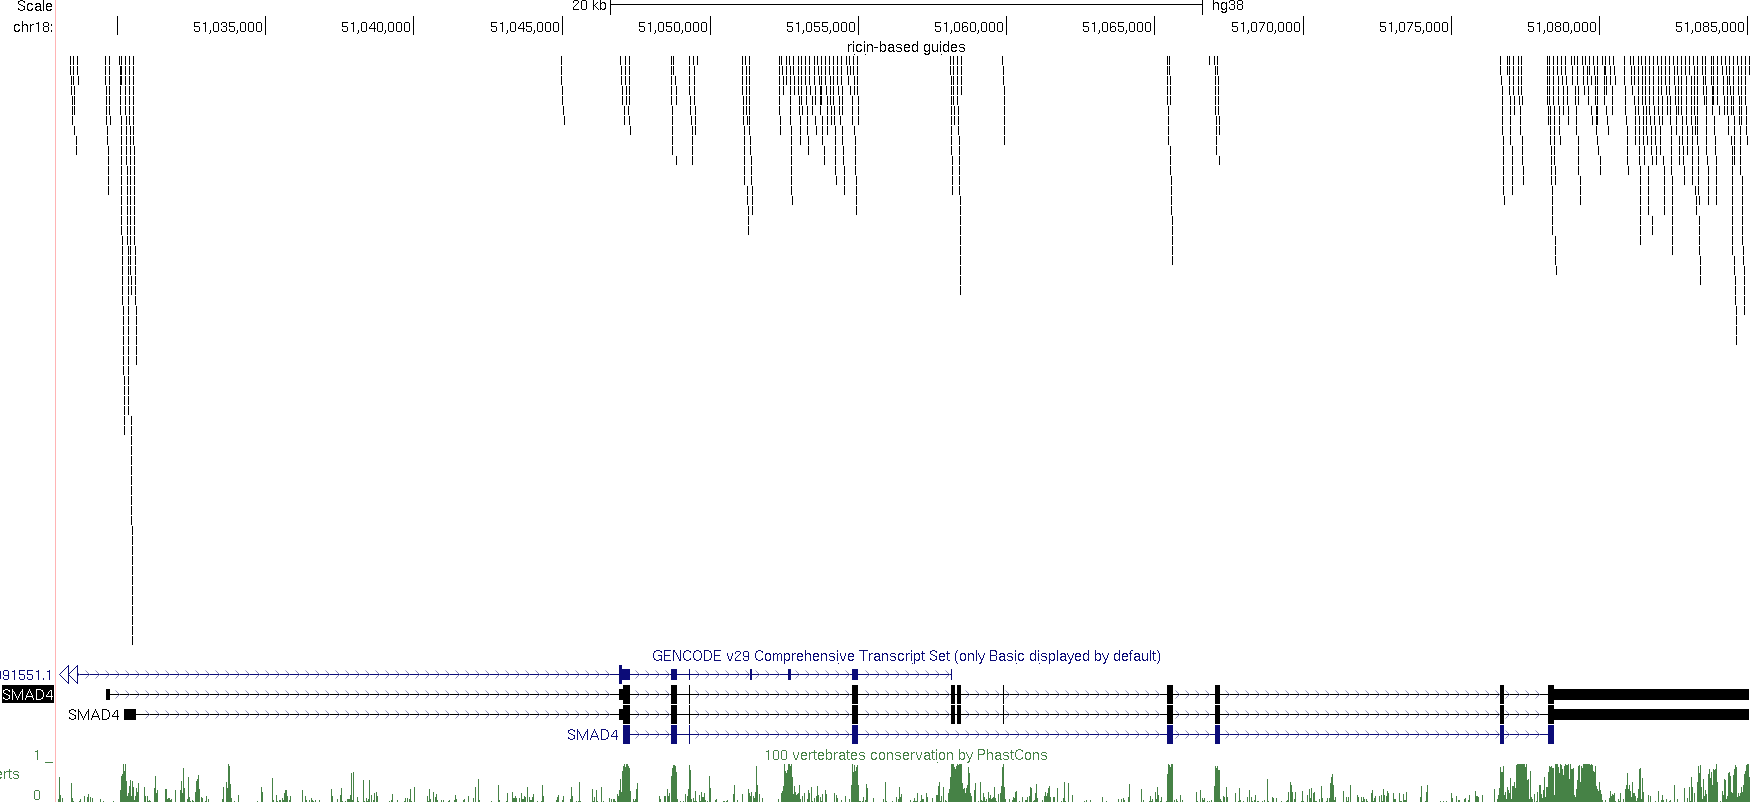 Scale 20 kb hg38
chr18: 51,035,000 51,040,000 51,045,000 51,050,000 51,055,000 51,060,000 51,065,000 51,070,000 51,075,000 51,080,000 51,085,000
ricin-based guides
GENCODE v29 Comprehensive Transcript Set (only Basic displayed by default)
091551.1
SMAD4
SMAD4
SMAD4
100 vertebrates conservation by PhastCons
1
erts
0